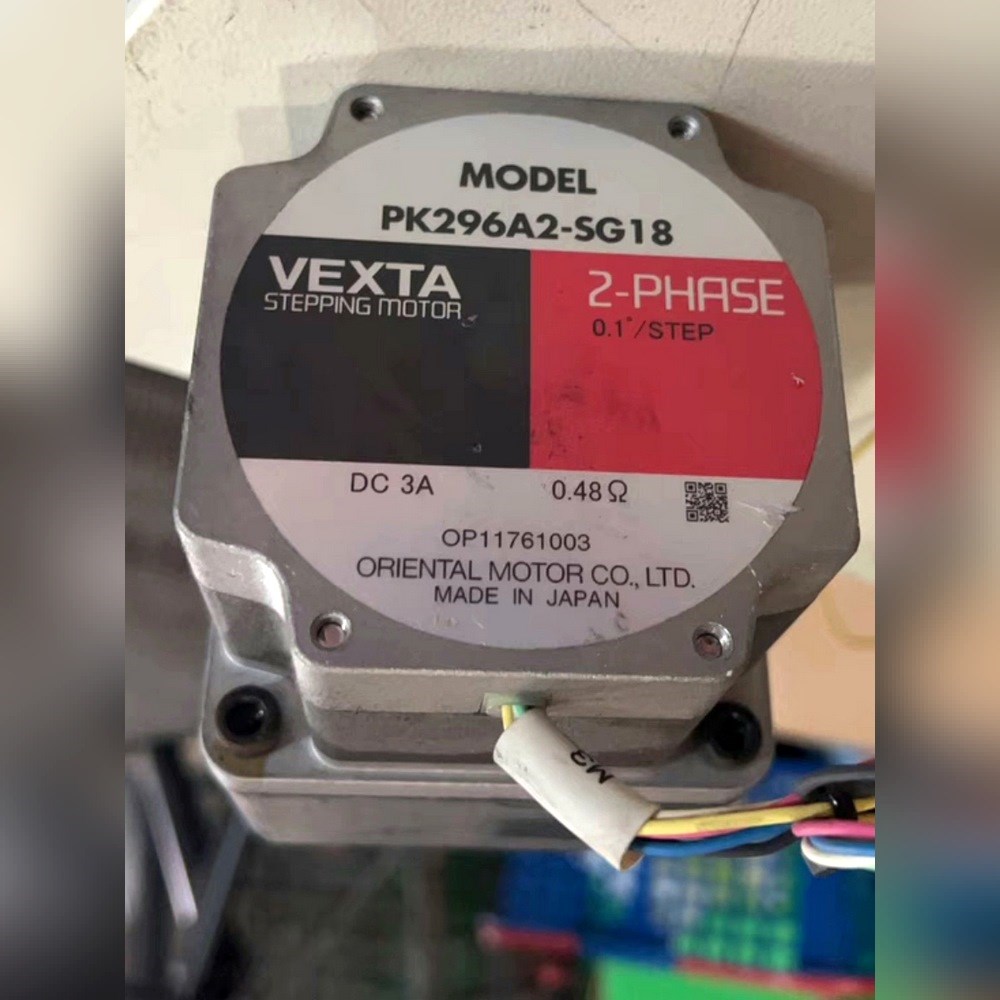 MODEL
PK296A2-SG18
VEXTA
STEPPING MOTOR
2-PHASE
0.1°/STEP
DC 3A 0.48Ω
OP11761003
ORIENTAL MOTOR CO., LTD.
MADE IN JAPAN
M3